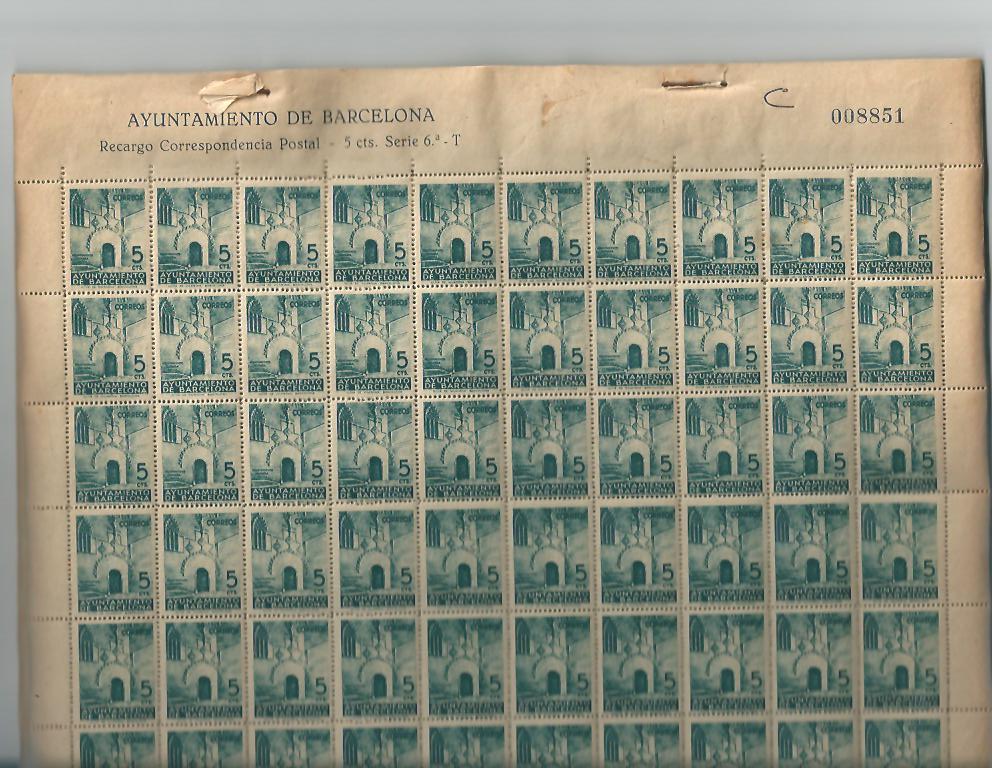 AYUNTAMIENTO DE BARCELONA
Recargo Correspondencia Postal - 5 cts. Serie 6.ª - T
008851
CORREOS
5
CTS.
AYUNTAMIENTO
DE BARCELONA